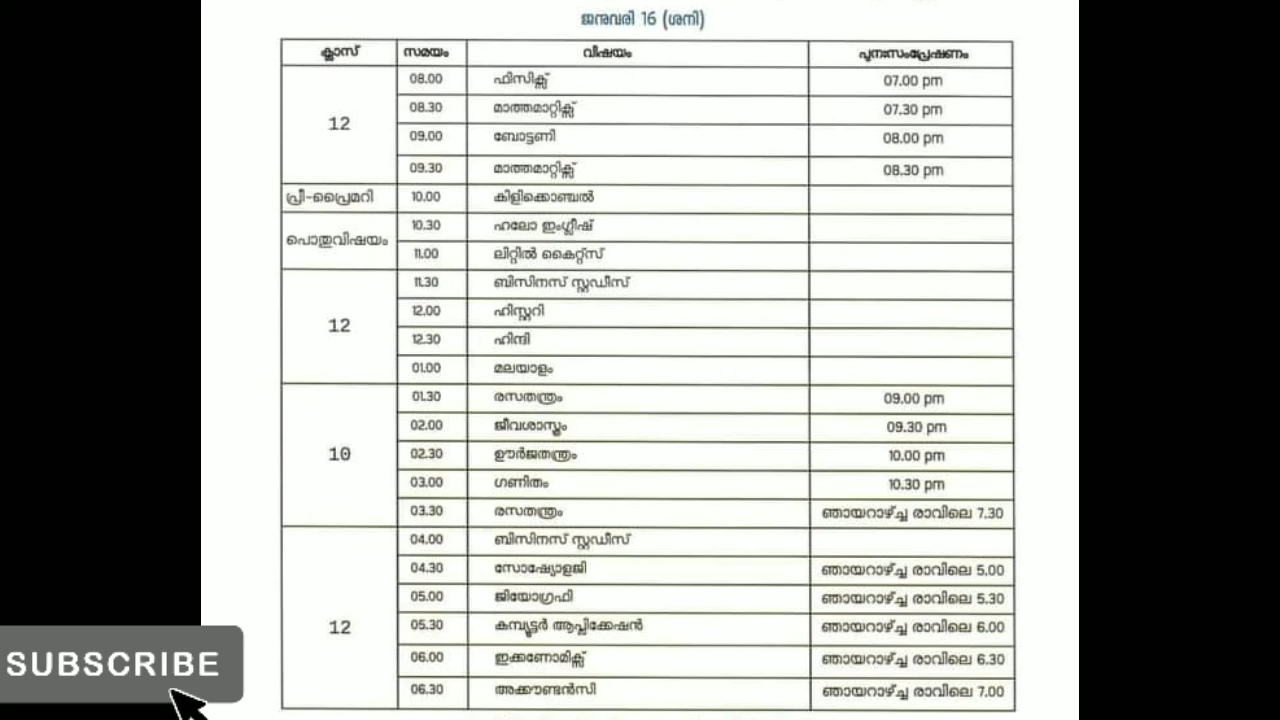 ജനുവരി 16 (ശനി)
ക്ലാസ് സമയം വിഷയം പുനഃസംപ്രേഷണം
12
08.00 ഫിസിക്സ് 07.00 pm
08.30 മാത്തമാറ്റിക്സ് 07.30 pm
09.00 ബോട്ടണി 08.00 pm
09.30 മാത്തമാറ്റിക്സ് 08.30 pm
പ്രീ-പ്രൈമറി 10.00 കിളിക്കൊഞ്ചൽ
പൊതുവിഷയം
10.30 ഹലോ ഇംഗ്ലീഷ്
11.00 ലിറ്റിൽ കൈറ്റ്സ്
12
11.30 ബിസിനസ് സ്റ്റഡീസ്
12.00 ഹിസ്റ്ററി
12.30 ഹിന്ദി
01.00 മലയാളം
10
01.30 രസതന്ത്രം 09.00 pm
02.00 ജീവശാസ്ത്രം 09.30 pm
02.30 ഊർജതന്ത്രം 10.00 pm
03.00 ഗണിതം 10.30 pm
03.30 രസതന്ത്രം ഞായറാഴ്ച്ച രാവിലെ 7.30
12
04.00 ബിസിനസ് സ്റ്റഡീസ്
04.30 സോഷ്യോളജി ഞായറാഴ്ച്ച രാവിലെ 5.00
05.00 ജിയോഗ്രഫി ഞായറാഴ്ച്ച രാവിലെ 5.30
05.30 കമ്പ്യൂട്ടർ ആപ്ലിക്കേഷൻ ഞായറാഴ്ച്ച രാവിലെ 6.00
06.00 ഇക്കണോമിക്സ് ഞായറാഴ്ച്ച രാവിലെ 6.30
06.30 അക്കൗണ്ടൻസി ഞായറാഴ്ച്ച രാവിലെ 7.00
SUBSCRIBE